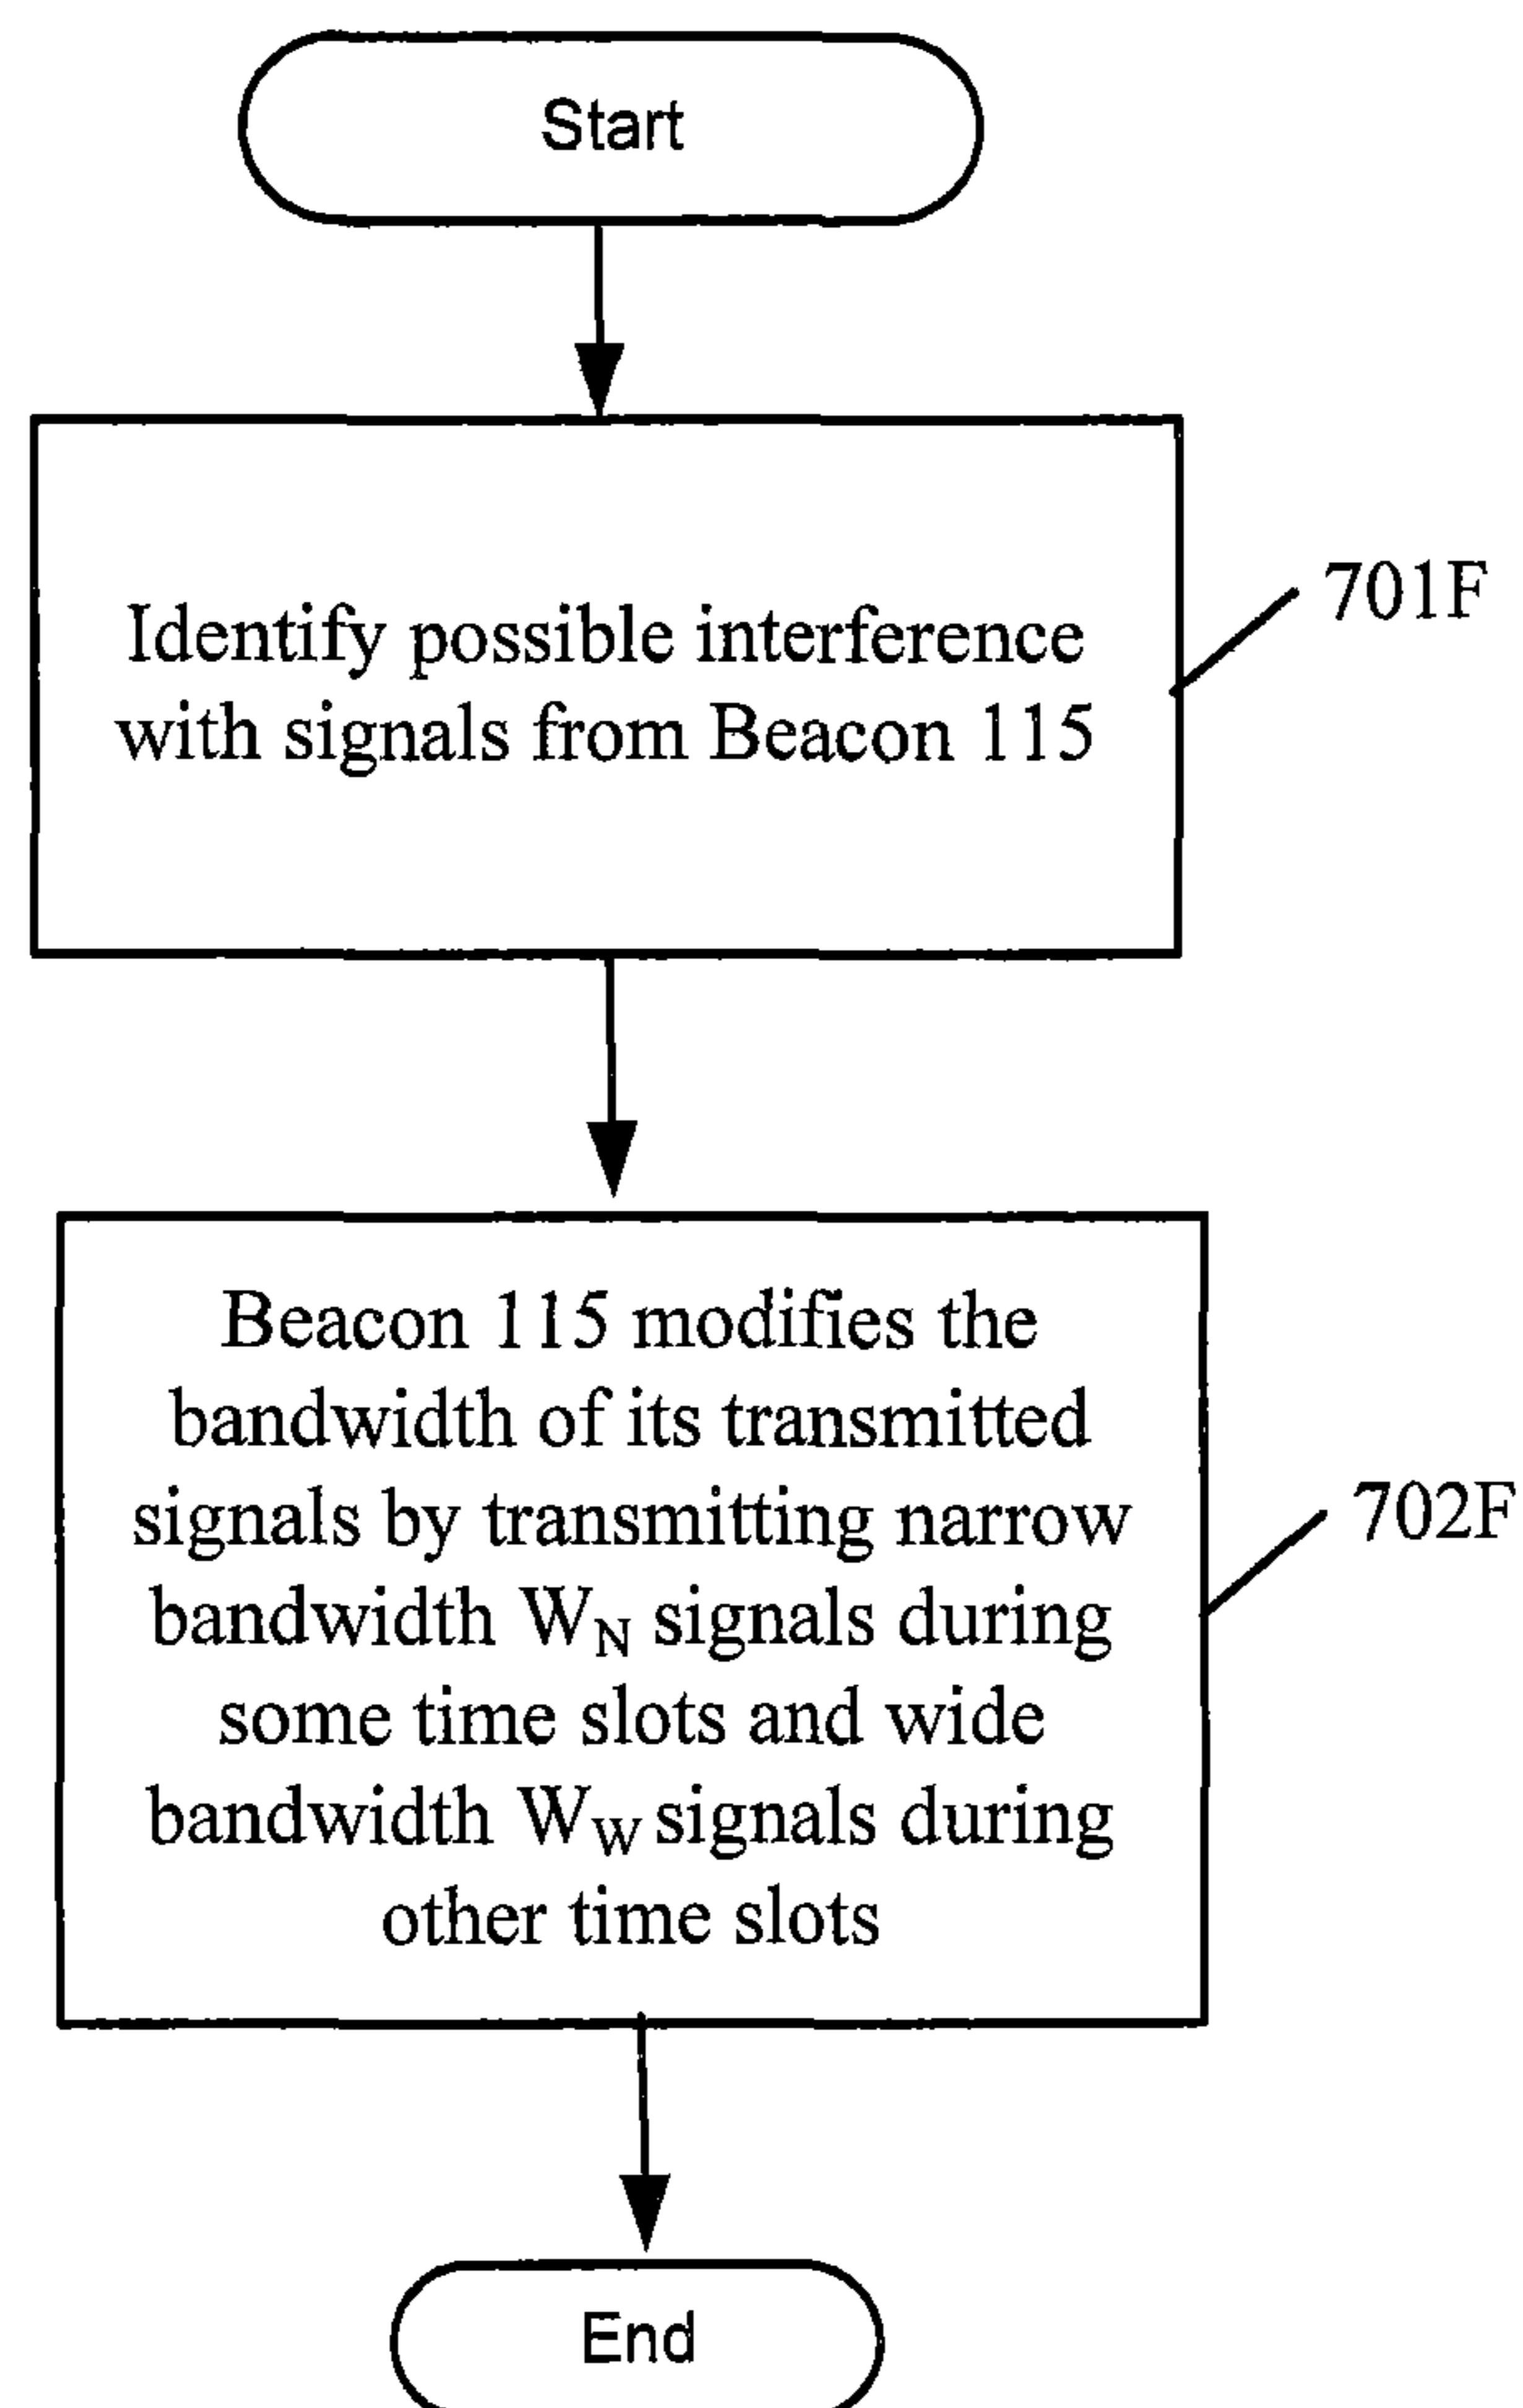 Start
Identify possible interference
with signals from Beacon 115
701F
Beacon 115 modifies the
bandwidth of its transmitted
signals by transmitting narrow
bandwidth W_N signals during
some time slots and wide
bandwidth W_W signals during
other time slots
702F
End